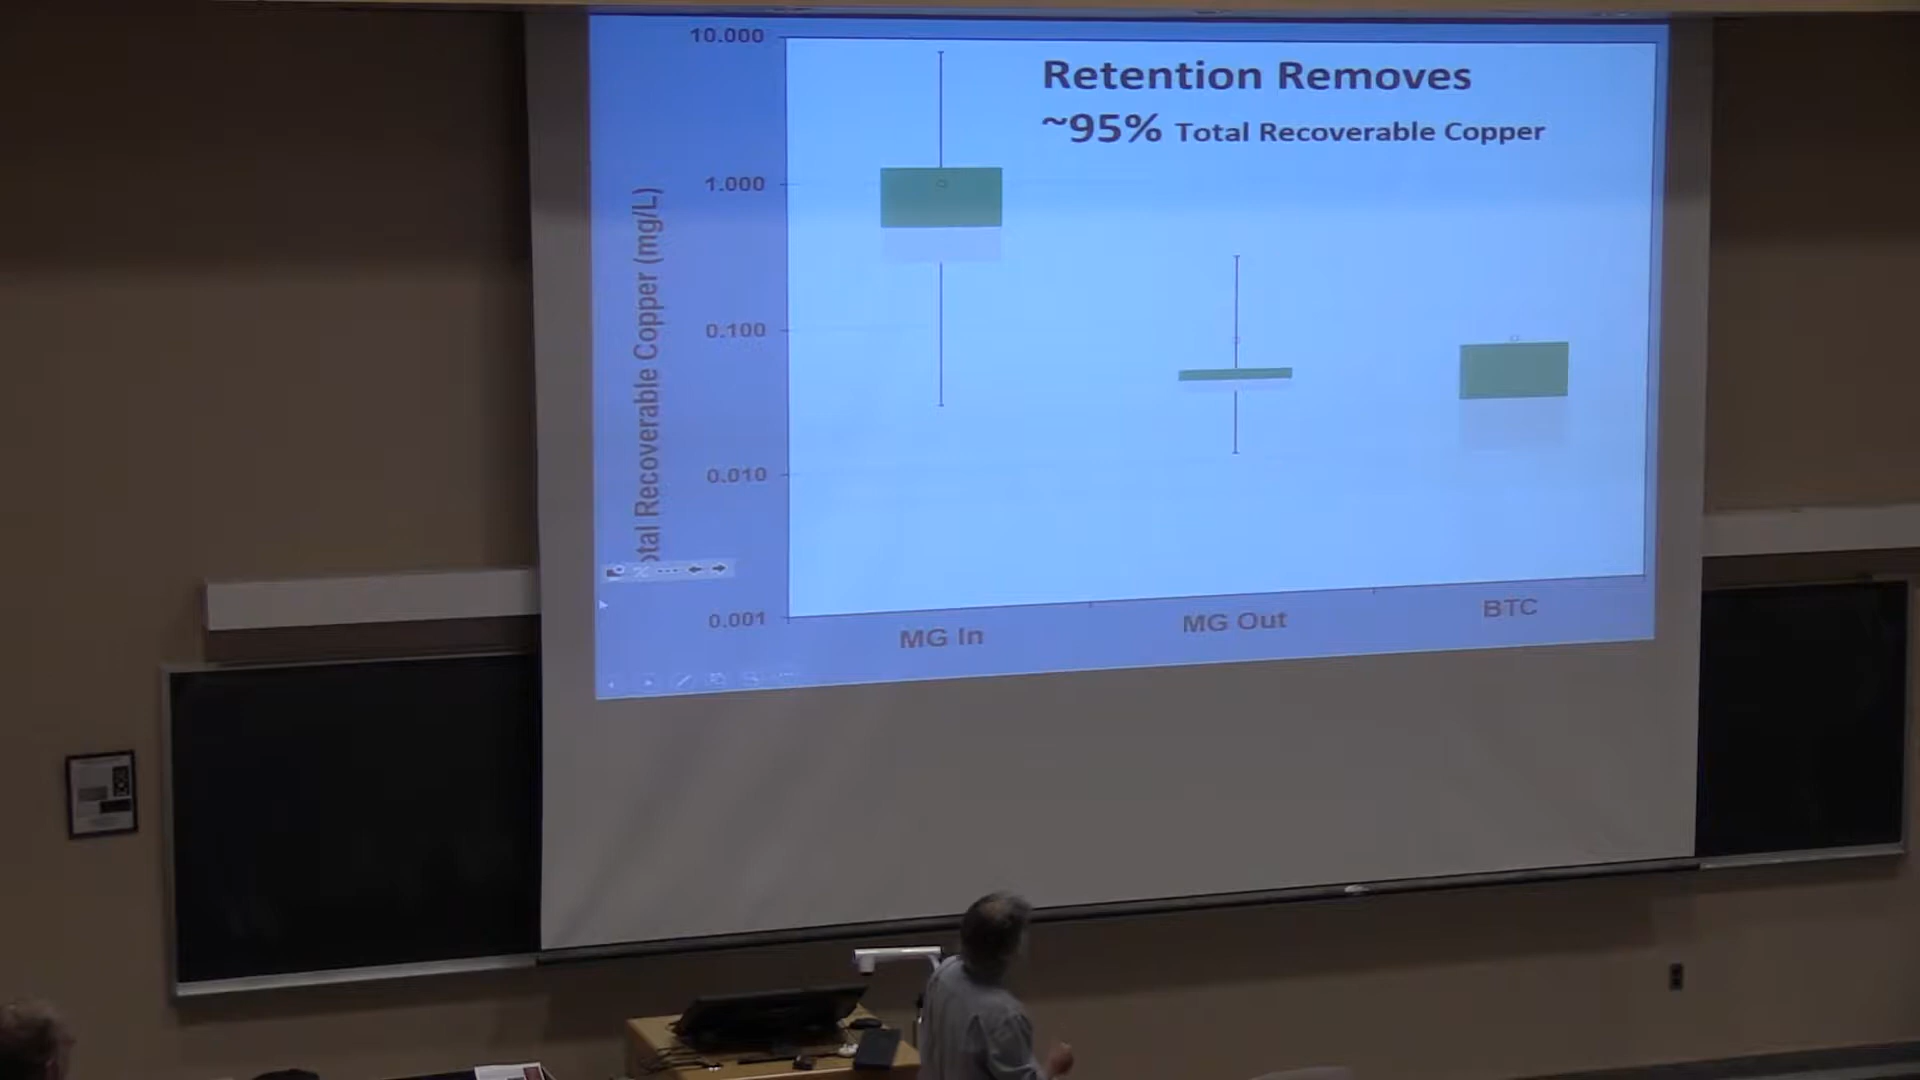 10.000
Retention Removes
~95% Total Recoverable Copper
1.000
0.100
0.010
0.001
otal Recoverable Copper (mg/L)
MG In
MG Out
BTC